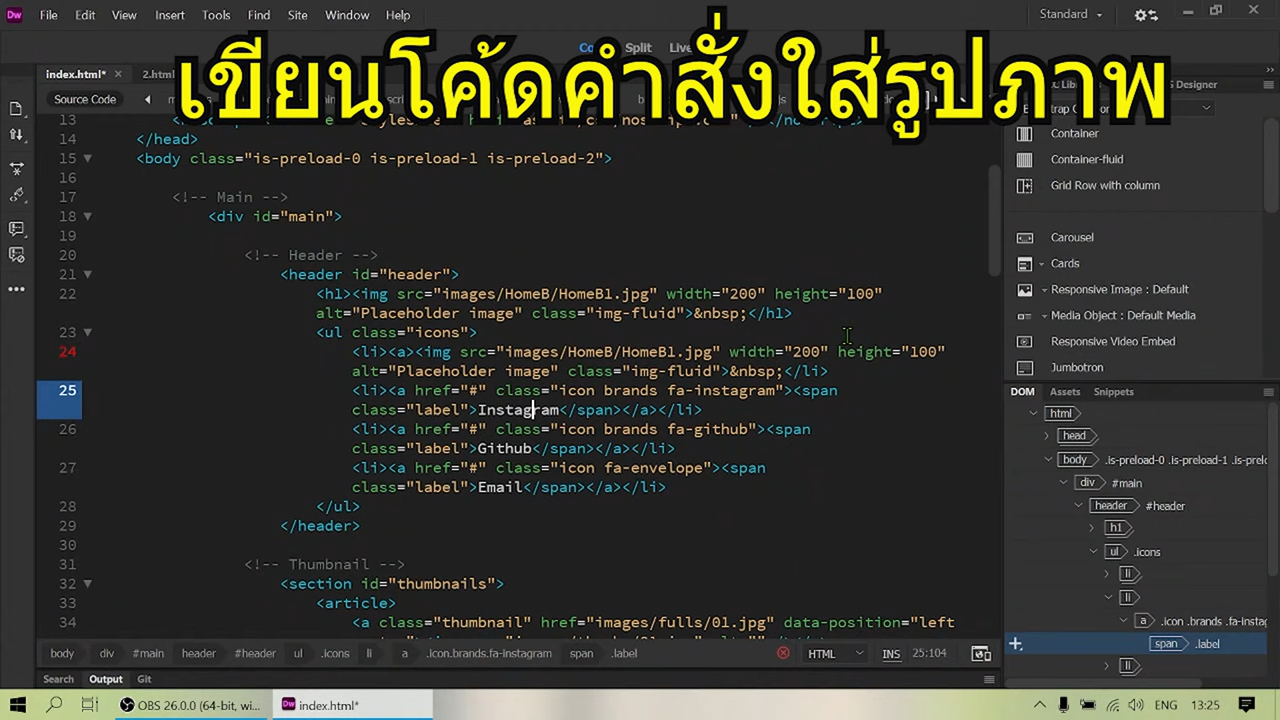 Dw File Edit View Insert Tools Find Site Window Help Standard
Split Live
เขียนโค้ดคำสั่งใส่รูปภาพ
index.html* × 2.html
Source Code
13
14 </head>
15 <body class="is-preload-0 is-preload-1 is-preload-2">
16
17 <!-- Main -->
18 <div id="main">
19
20 <!-- Header -->
21 <header id="header">
22 <h1><img src="images/HomeB/HomeB1.jpg" width="200" height="100"
alt="Placeholder image" class="img-fluid">&nbsp;</h1>
23 <ul class="icons">
24 <li><a><img src="images/HomeB/HomeB1.jpg" width="200" height="100"
alt="Placeholder image" class="img-fluid">&nbsp;</li>
25 <li><a href="#" class="icon brands fa-instagram"><span
class="label">Instagram</span></a></li>
26 <li><a href="#" class="icon brands fa-github"><span
class="label">Github</span></a></li>
27 <li><a href="#" class="icon fa-envelope"><span
class="label">Email</span></a></li>
28 </ul>
29 </header>
30
31 <!-- Thumbnail -->
32 <section id="thumbnails">
33 <article>
34 <a class="thumbnail" href="images/fulls/01.jpg" data-position="left
body div #main header #header ul .icons li a .icon.brands.fa-instagram span .label HTML INS 25:104
Search Output Git
Container
Container-fluid
Grid Row with column
Carousel
Cards
Responsive Image : Default
Media Object : Default
Responsive Video Embed
Jumbotron
DOM Assets Snippets
html
head
body .is-preload-0 .is-preload-1 .is-prel
div #main
header #header
h1
ul .icons
li
li
a .icon .brands .fa-instag
span .label
li
OBS 26.0.0 (64-bit, wi... index.html* ENG 13:25